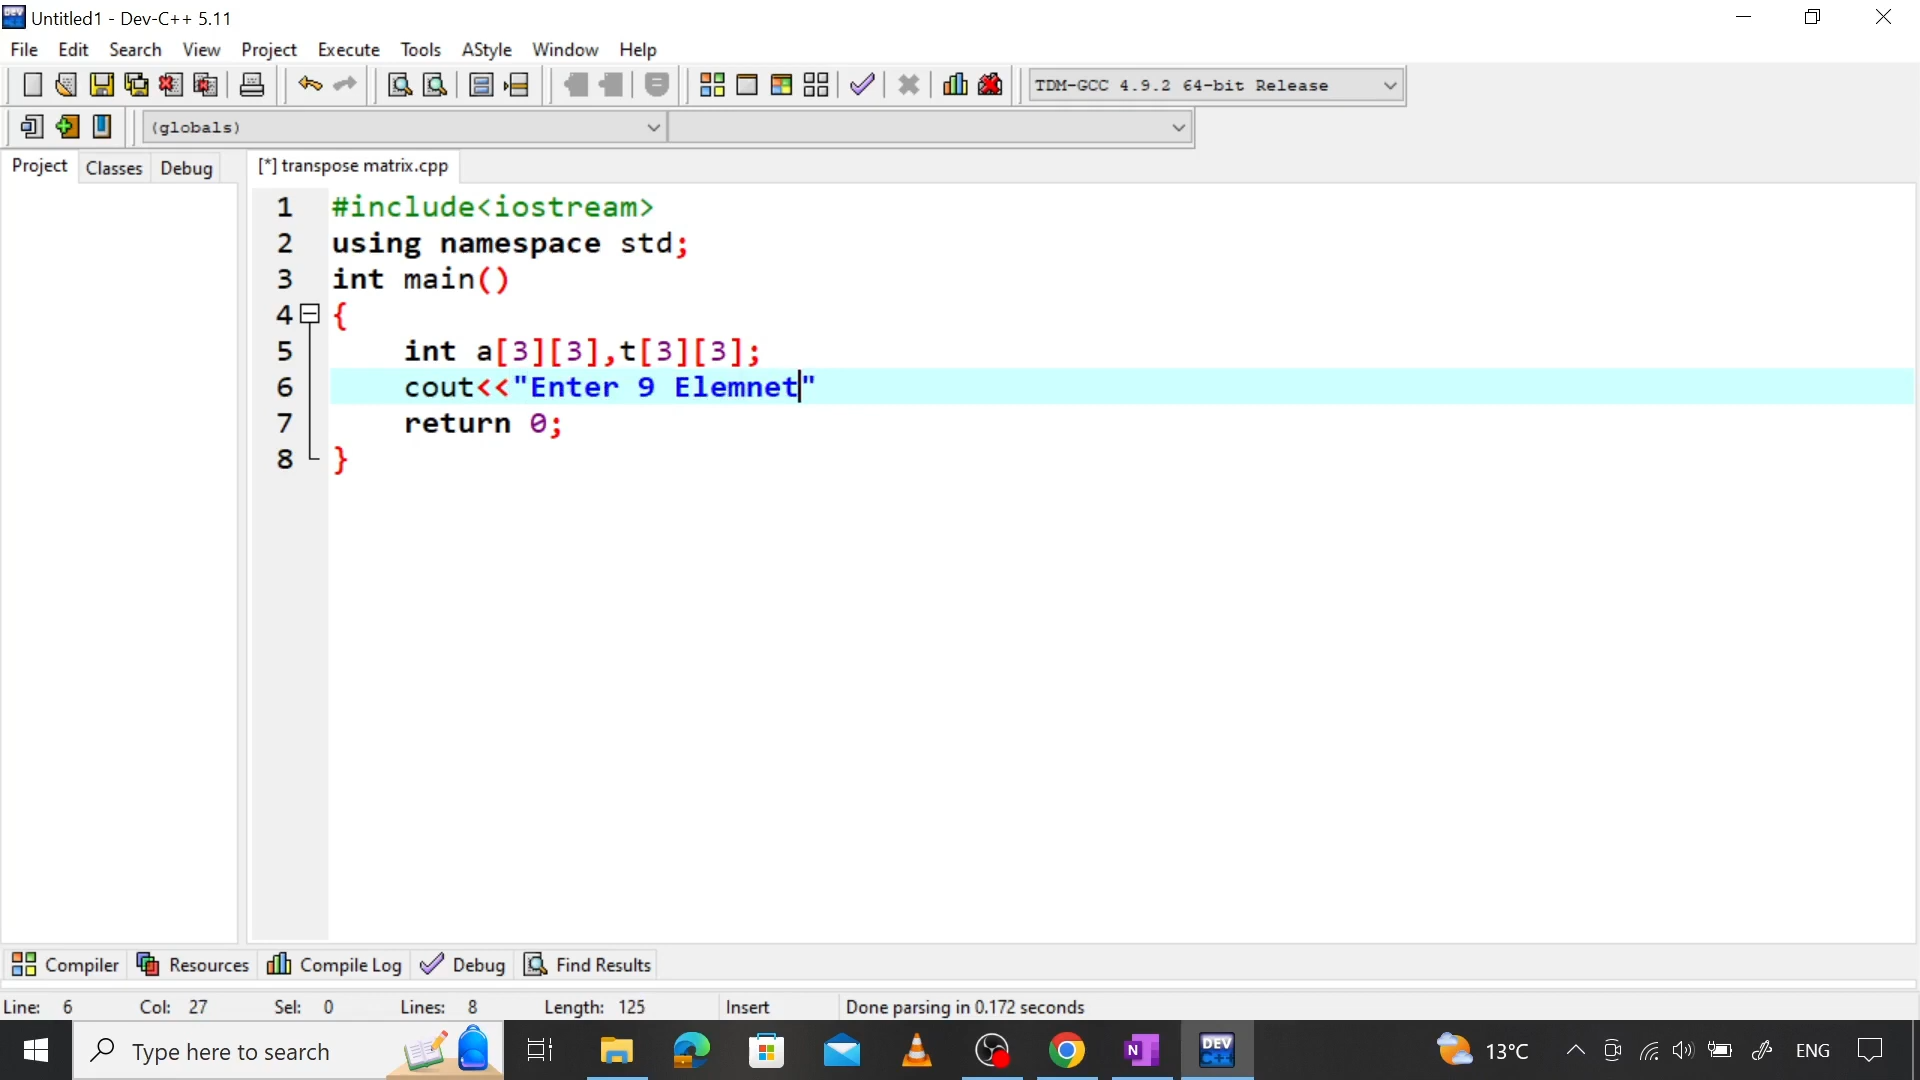 Untitled1 - Dev-C++ 5.11
File Edit Search View Project Execute Tools AStyle Window Help
TDM-GCC 4.9.2 64-bit Release
(globals)
Project Classes Debug [*] transpose matrix.cpp
1 #include<iostream>
2 using namespace std;
3 int main()
4 {
5 int a[3][3],t[3][3];
6 cout<<"Enter 9 Elemnet"
7 return 0;
8 }
Compiler Resources Compile Log Debug Find Results
Line: 6 Col: 27 Sel: 0 Lines: 8 Length: 125 Insert Done parsing in 0.172 seconds
Type here to search N DEV C++ 13°C ENG